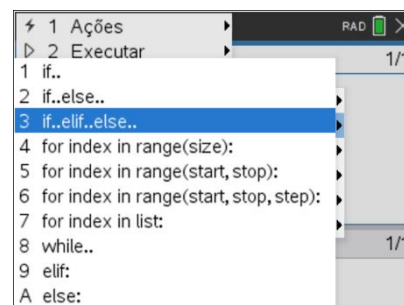 1 Ações
RAD
2 Executar
1/1
1 if..
2 if..else..
3 if..elif..else..
4 for index in range(size):
5 for index in range(start,stop):
6 for index in range(start,stop,step):
7 for index in list:
8 while..
1/1
9 elif:
A else: